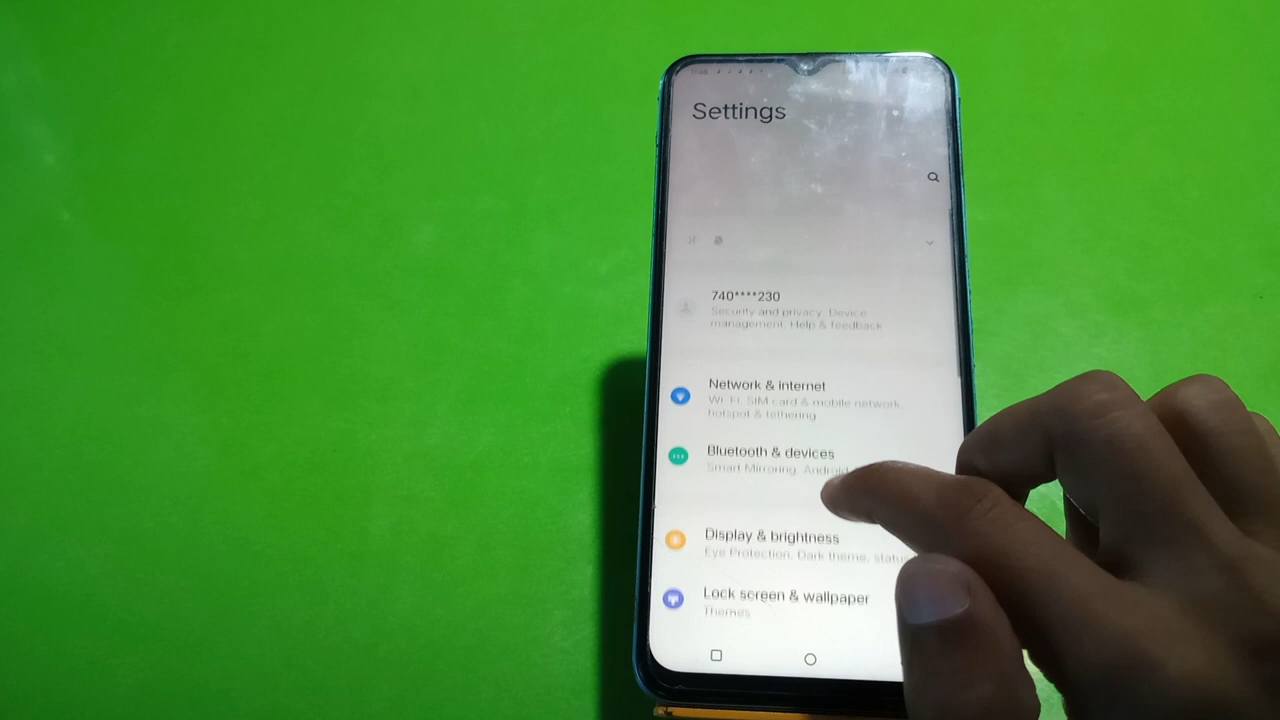 Settings
740****230
Security and privacy, Device
management, Help & feedback
Network & internet
Wi-Fi, SIM card & mobile network,
hotspot & tethering
Bluetooth & devices
Smart Mirroring, Android
Display & brightness
Eye Protection, Dark theme, status
Lock screen & wallpaper
Themes